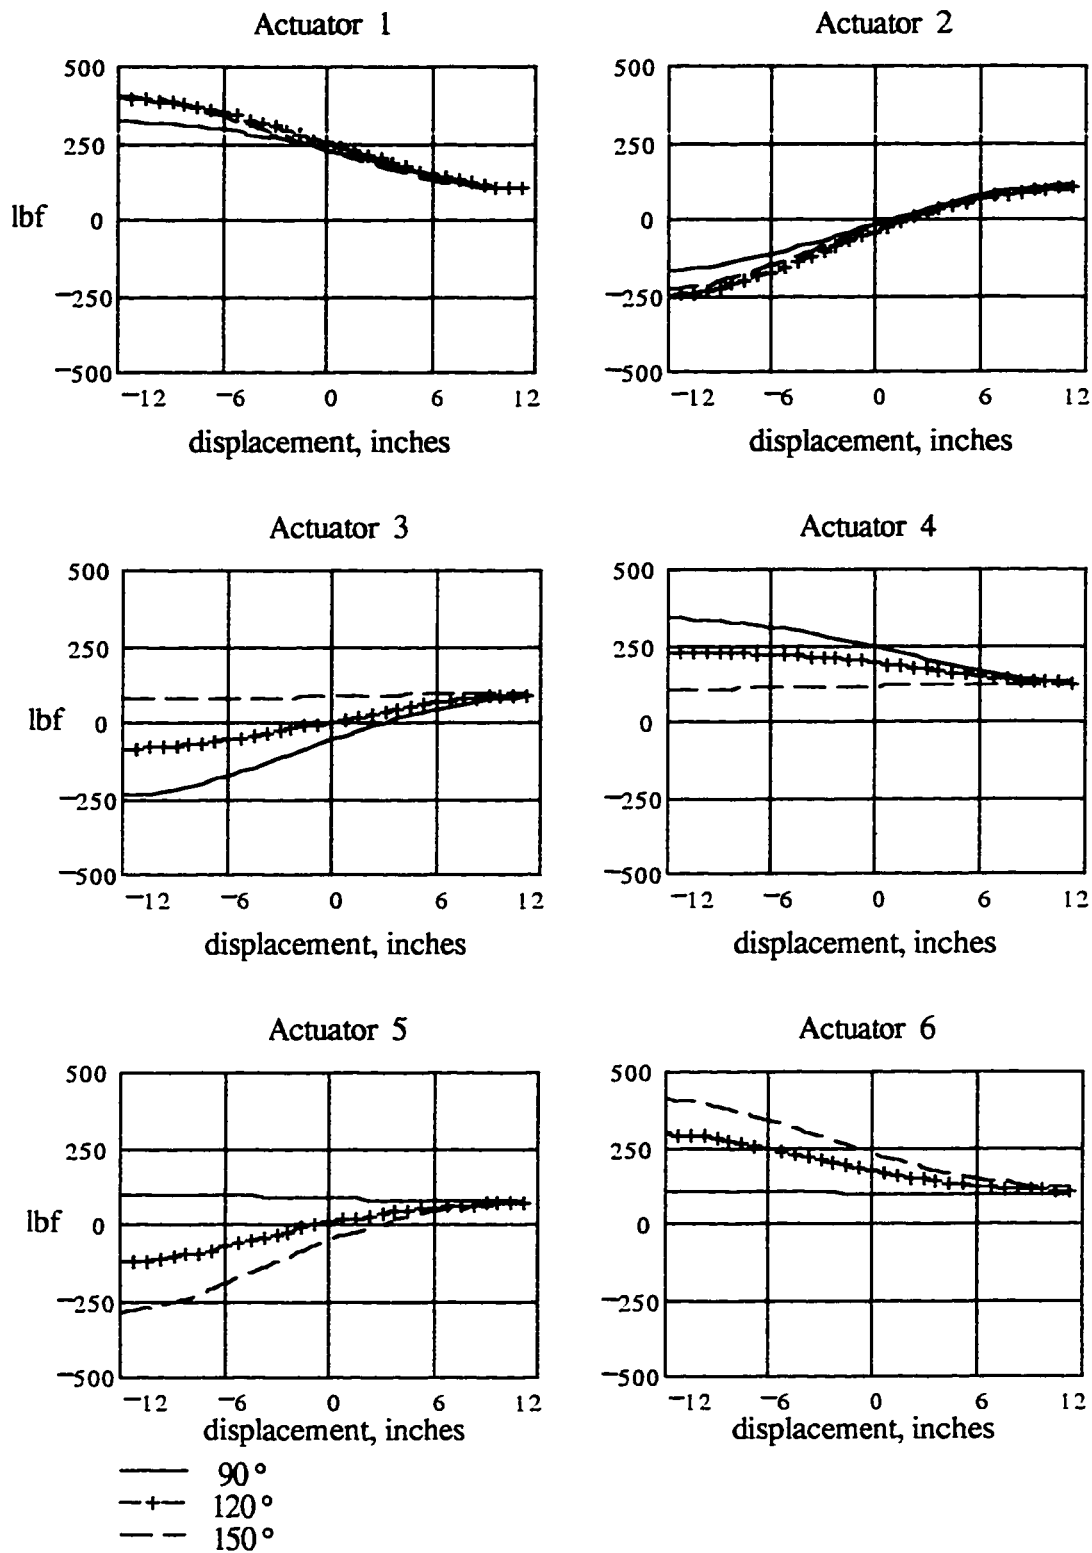 Actuator 1
Actuator 2
500
250
lbf
0
−250
−500
−12 −6 0 6 12
displacement, inches
500
250
0
−250
−500
−12 −6 0 6 12
displacement, inches
Actuator 3
Actuator 4
500
250
lbf
0
−250
−500
−12 −6 0 6 12
displacement, inches
500
250
0
−250
−500
−12 −6 0 6 12
displacement, inches
Actuator 5
Actuator 6
500
250
lbf
0
−250
−500
−12 −6 0 6 12
displacement, inches
500
250
0
−250
−500
−12 −6 0 6 12
displacement, inches
90°
120°
150°